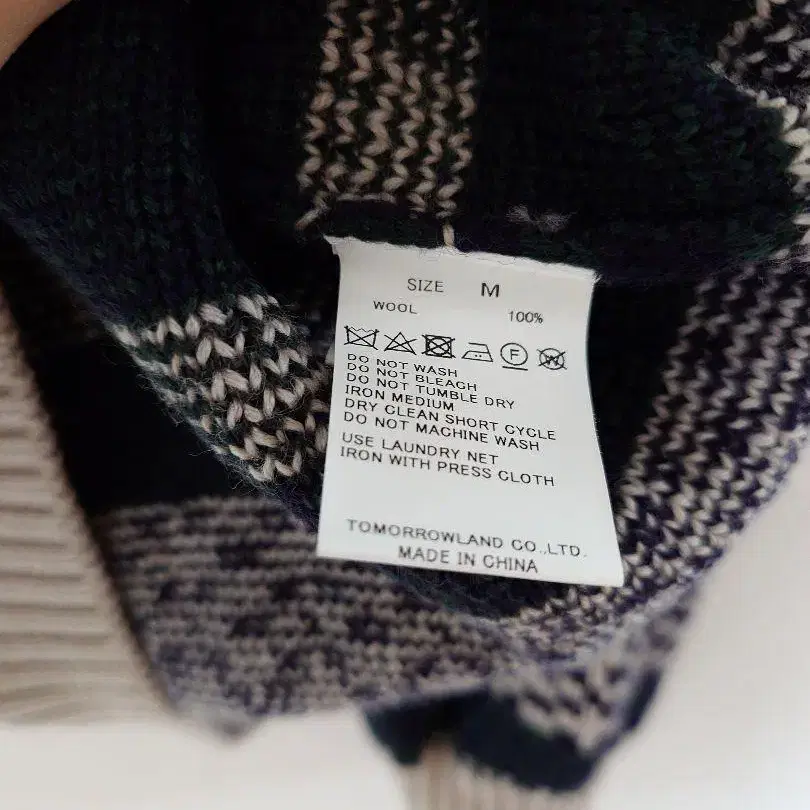 SIZE M
WOOL 100%
F W
DO NOT WASH
DO NOT BLEACH
DO NOT TUMBLE DRY
IRON MEDIUM
DRY CLEAN SHORT CYCLE
DO NOT MACHINE WASH
USE LAUNDRY NET
IRON WITH PRESS CLOTH
TOMORROWLAND CO.,LTD.
MADE IN CHINA